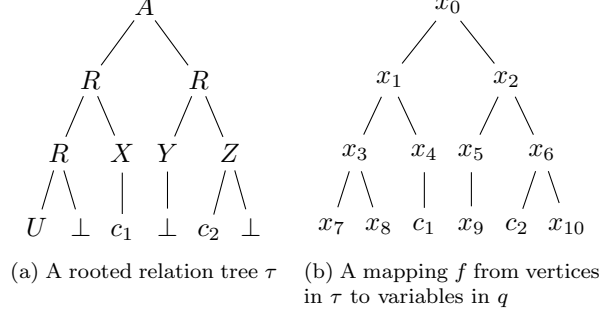 A x₀
R R x₁ x₂
R X Y Z x₃ x₄ x₅ x₆
U ⊥ c₁ ⊥ c₂ ⊥ x₇ x₈ c₁ x₉ c₂ x₁₀
(a) A rooted relation tree τ
(b) A mapping f from vertices
in τ to variables in q